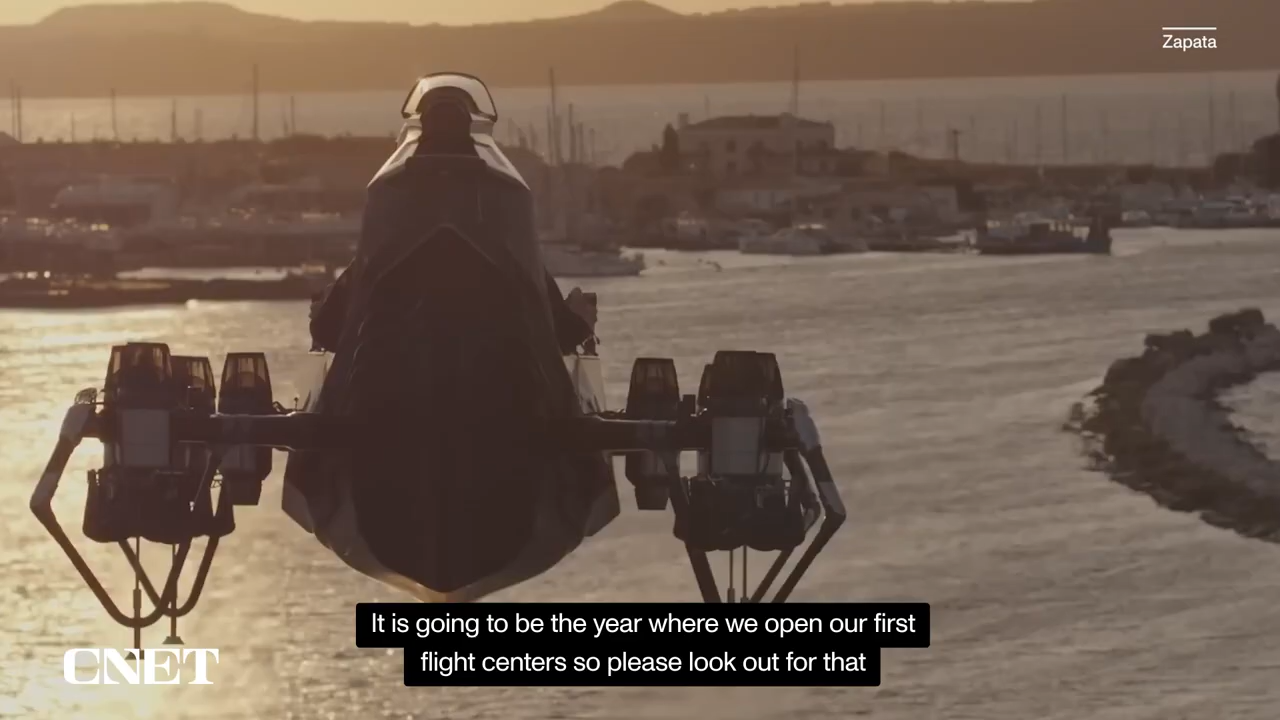 Zapata
It is going to be the year where we open our first
flight centers so please look out for that
CNET